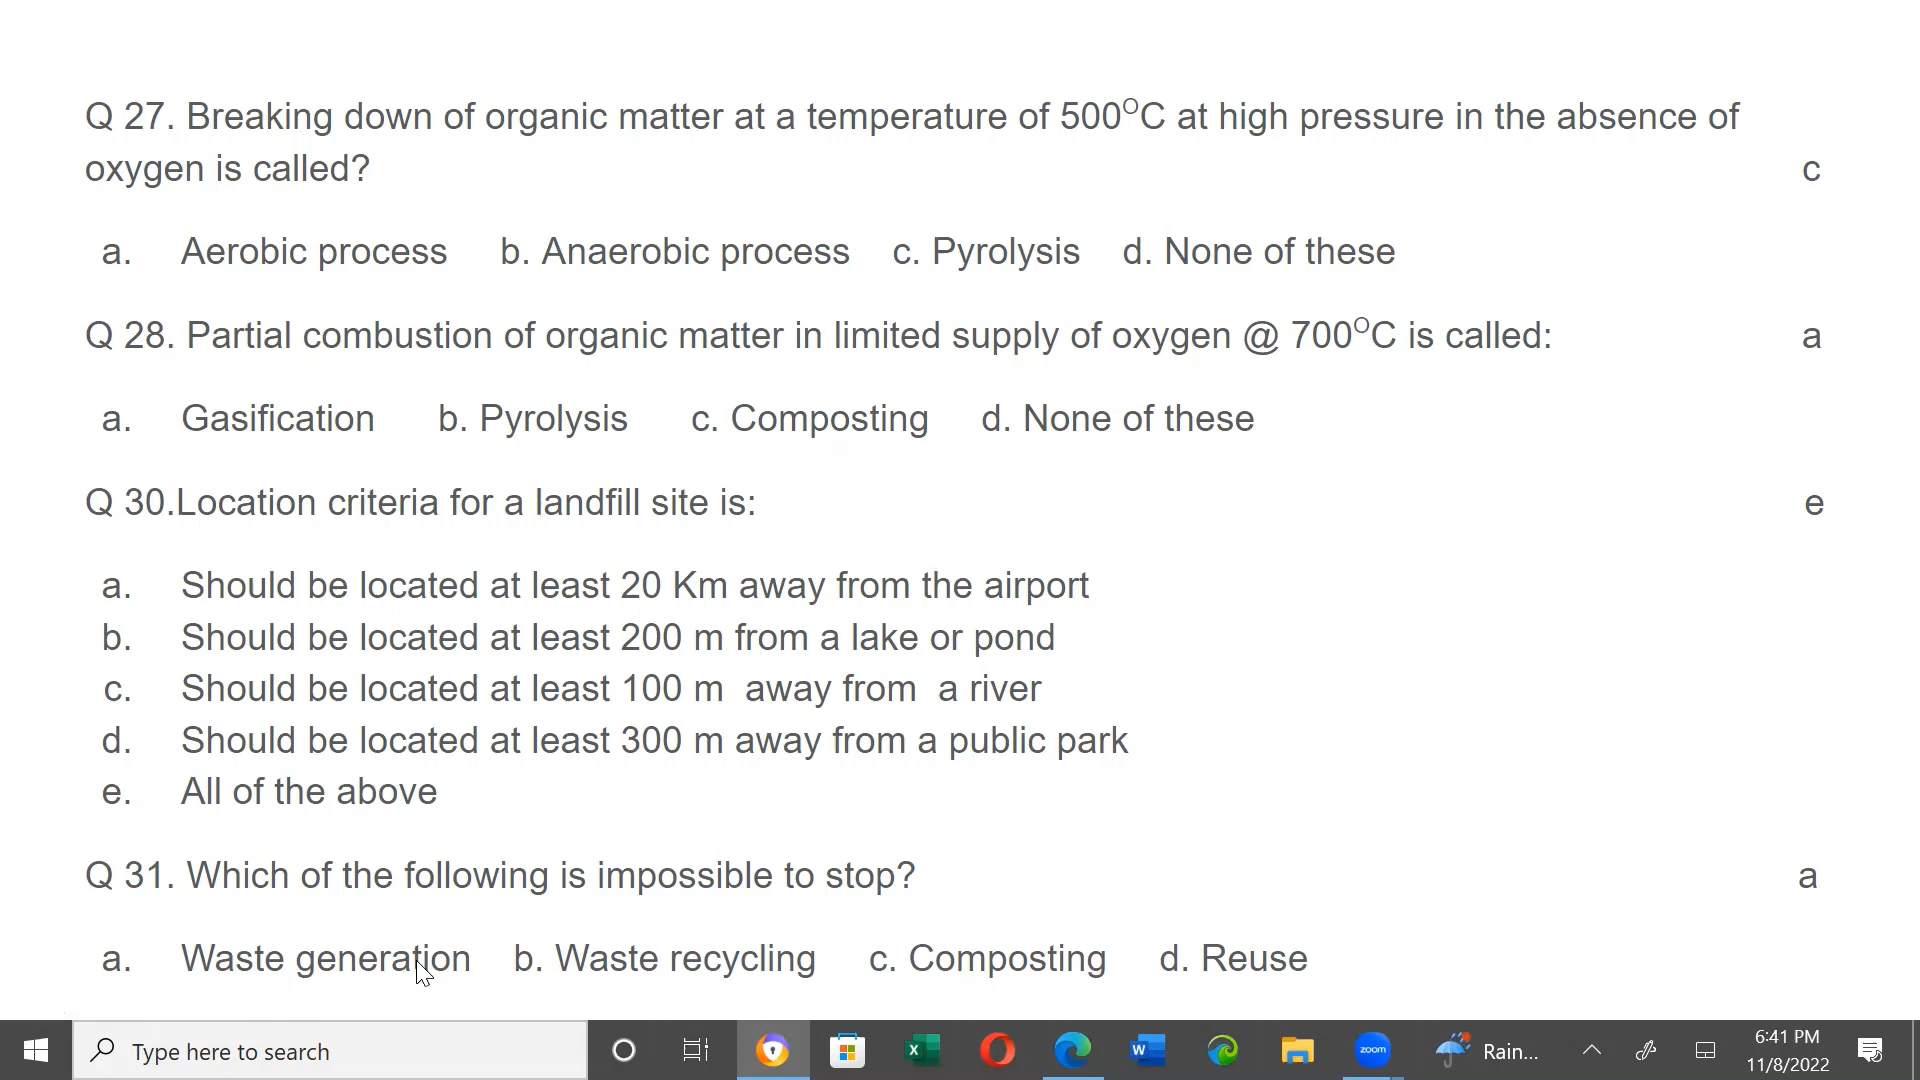 Q 27. Breaking down of organic matter at a temperature of 500⁰C at high pressure in the absence of
oxygen is called? c
a. Aerobic process b. Anaerobic process c. Pyrolysis d. None of these
Q 28. Partial combustion of organic matter in limited supply of oxygen @ 700⁰C is called: a
a. Gasification b. Pyrolysis c. Composting d. None of these
Q 30.Location criteria for a landfill site is: e
a. Should be located at least 20 Km away from the airport
b. Should be located at least 200 m from a lake or pond
c. Should be located at least 100 m away from a river
d. Should be located at least 300 m away from a public park
e. All of the above
Q 31. Which of the following is impossible to stop? a
a. Waste generation b. Waste recycling c. Composting d. Reuse
Type here to search
zoom
Rain...
6:41 PM
11/8/2022